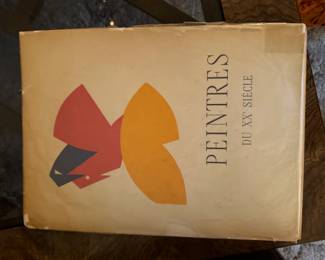 PEINTRES
DU XXᵉ SIÈCLE